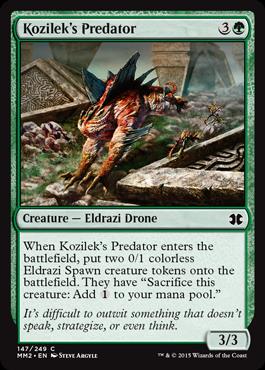 Kozilek's Predator 3
Creature — Eldrazi Drone
When Kozilek's Predator enters the
battlefield, put two 0/1 colorless
Eldrazi Spawn creature tokens onto the
battlefield. They have “Sacrifice this
creature: Add 1 to your mana pool.”
It's difficult to outwit something that doesn't
speak, strategize, or even think.
3/3
147/249 C
MM2 • EN Steve Argyle
™ & © 2015 Wizards of the Coast